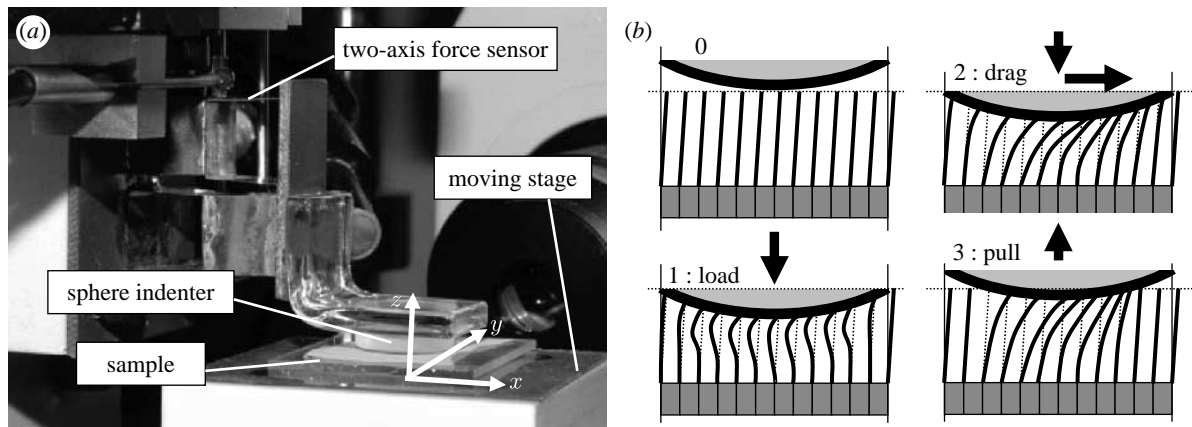 (a)
two-axis force sensor
moving stage
sphere indenter
sample
z
y
x
(b)
0
1 : load
2 : drag
3 : pull